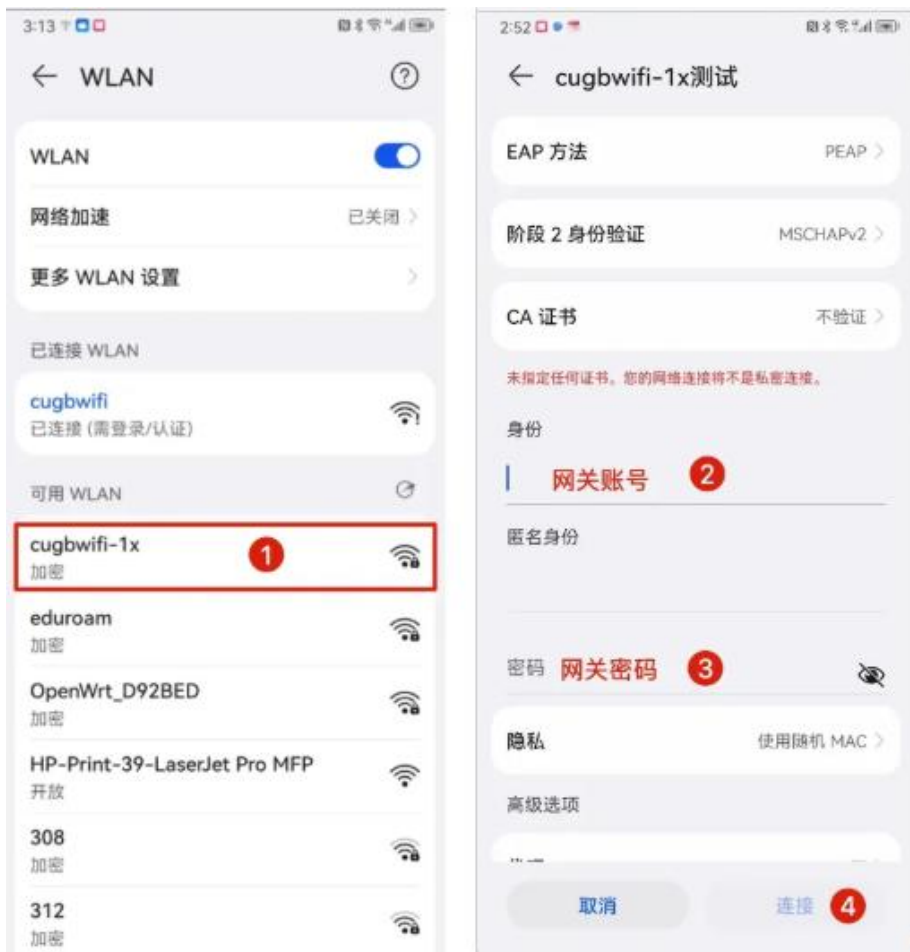 3:13
WLAN
WLAN
网络加速 已关闭
更多 WLAN 设置
已连接 WLAN
cugbwifi
已连接 (需登录/认证)
可用 WLAN
cugbwifi-1x
加密
1
eduroam
加密
OpenWrt_D92BED
加密
HP-Print-39-LaserJet Pro MFP
开放
308
加密
312
加密
2:52
cugbwifi-1x测试
EAP 方法 PEAP
阶段 2 身份验证 MSCHAPv2
CA 证书 不验证
未指定任何证书。您的网络连接将不是私密连接。
身份
网关账号 2
匿名身份
密码 网关密码 3
隐私 使用随机 MAC
高级选项
取消 连接 4